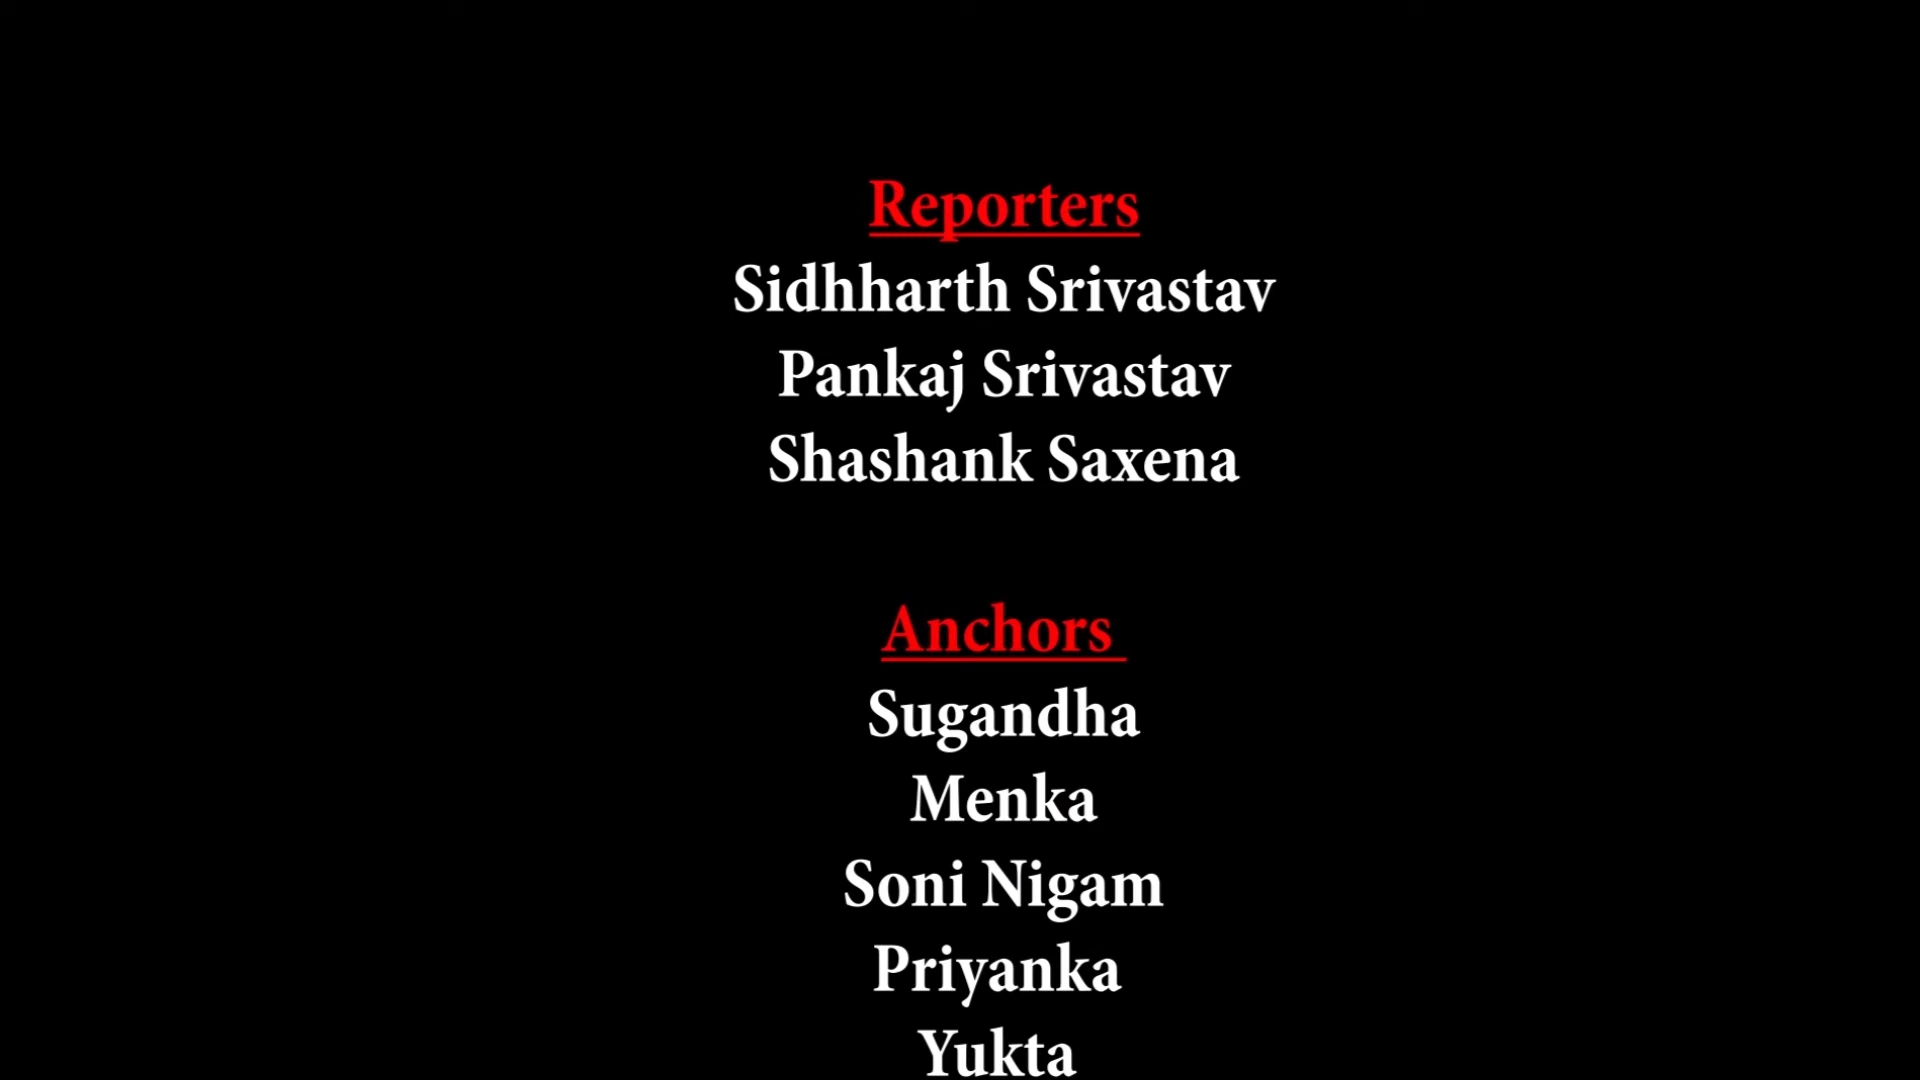 Reporters
Sidhharth Srivastav
Pankaj Srivastav
Shashank Saxena
Anchors
Sugandha
Menka
Soni Nigam
Priyanka
Yukta